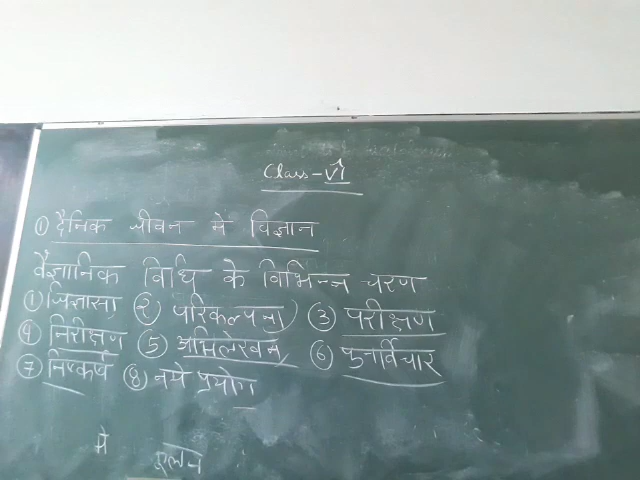 Class-VI
① दैनिक जीवन मे विज्ञान
वैज्ञानिक विधि के विभिन्न चरण
① जिज्ञासा ② परिकल्पना ③ परीक्षण
④ निरीक्षण ⑤ अभिलेखन ⑥ पुनर्विचार
⑦ निष्कर्ष ⑧ नये प्रयोग
मे